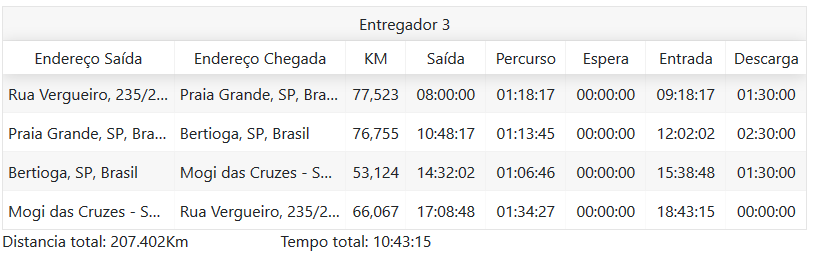 Entregador 3
Endereço Saída Endereço Chegada KM Saída Percurso Espera Entrada Descarga
Rua Vergueiro, 235/2... Praia Grande, SP, Bra... 77,523 08:00:00 01:18:17 00:00:00 09:18:17 01:30:00
Praia Grande, SP, Bra... Bertioga, SP, Brasil 76,755 10:48:17 01:13:45 00:00:00 12:02:02 02:30:00
Bertioga, SP, Brasil Mogi das Cruzes - S... 53,124 14:32:02 01:06:46 00:00:00 15:38:48 01:30:00
Mogi das Cruzes - S... Rua Vergueiro, 235/2... 66,067 17:08:48 01:34:27 00:00:00 18:43:15 00:00:00
Distancia total: 207.402Km Tempo total: 10:43:15